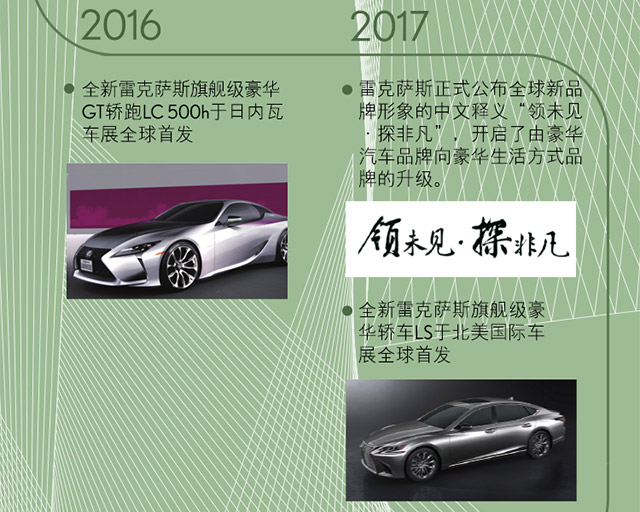 2016
全新雷克萨斯旗舰级豪华
GT轿跑LC 500h于日内瓦
车展全球首发
2017
雷克萨斯正式公布全球新品
牌形象的中文释义“领未见
·探非凡”，开启了由豪华
汽车品牌向豪华生活方式品
牌的升级。
领未见·探非凡
全新雷克萨斯旗舰级豪
华轿车LS于北美国际车
展全球首发